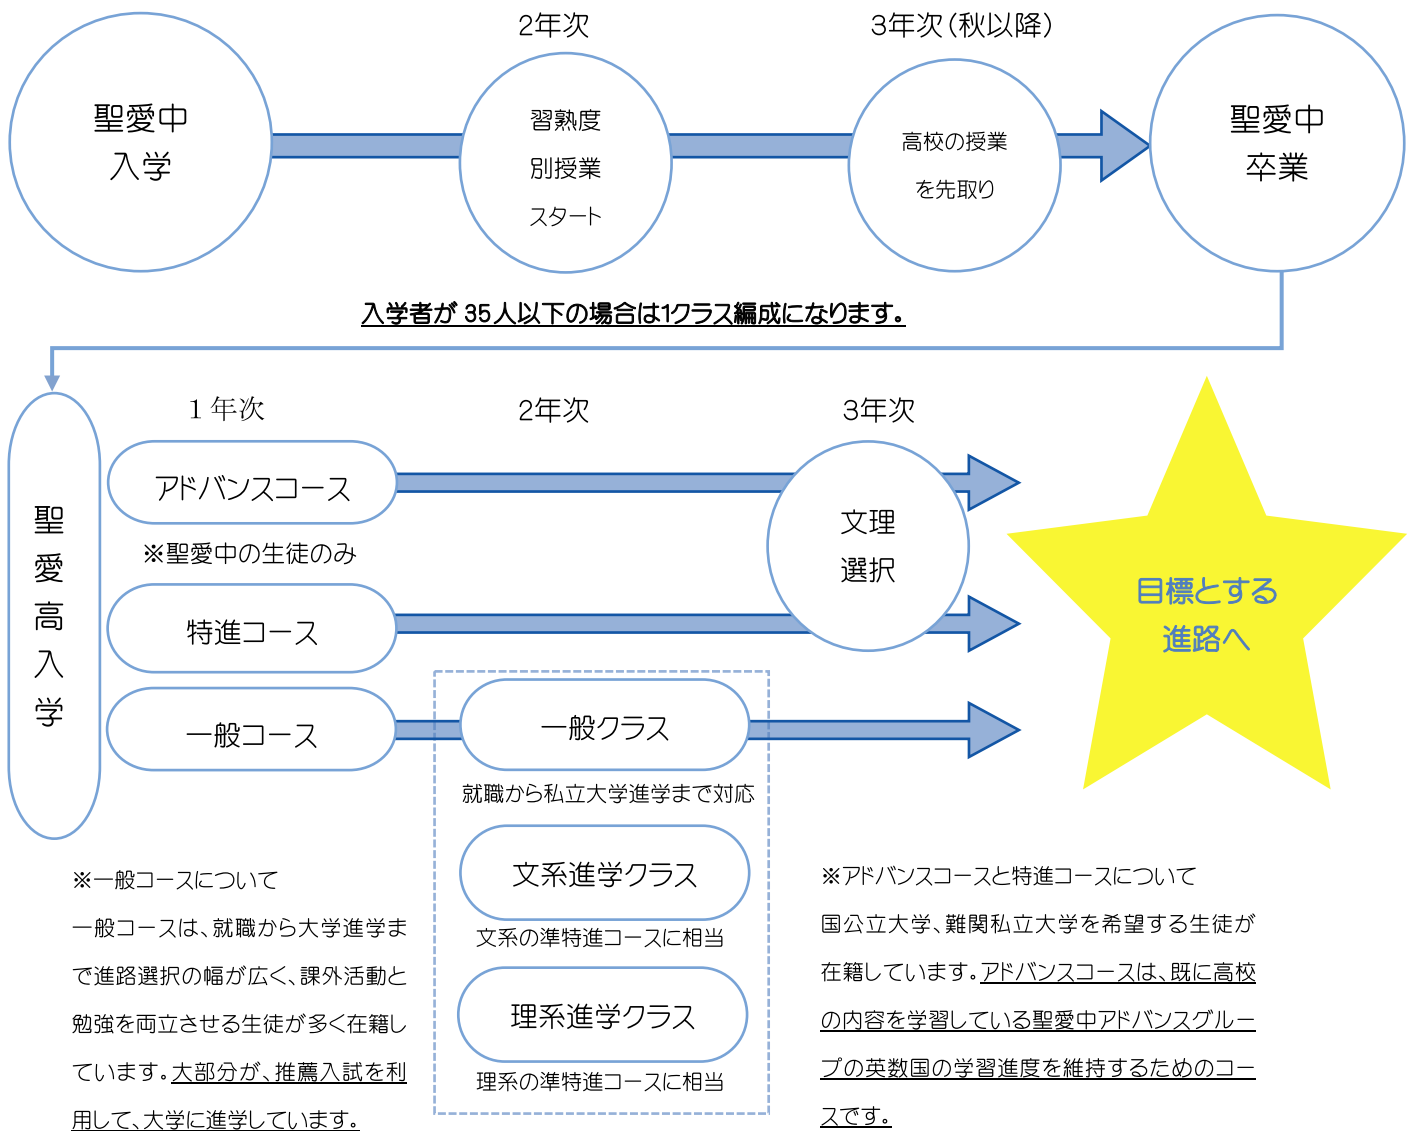 2年次
3年次(秋以降)
聖愛中
入学
習熟度
別授業
スタート
高校の授業
を先取り
聖愛中
卒業
入学者が 35人以下の場合は1クラス編成になります。
1 年次
2年次
3年次
聖愛高入学
アドバンスコース
※聖愛中の生徒のみ
特進コース
一般コース
文理
選択
目標とする
進路へ
一般クラス
就職から私立大学進学まで対応
文系進学クラス
文系の準特進コースに相当
理系進学クラス
理系の準特進コースに相当
※一般コースについて
一般コースは、就職から大学進学ま
で進路選択の幅が広く、課外活動と
勉強を両立させる生徒が多く在籍し
ています。大部分が、推薦入試を利
用して、大学に進学しています。
※アドバンスコースと特進コースについて
国公立大学、難関私立大学を希望する生徒が
在籍しています。アドバンスコースは、既に高校
の内容を学習している聖愛中アドバンスグルー
プの英数国の学習進度を維持するためのコー
スです。